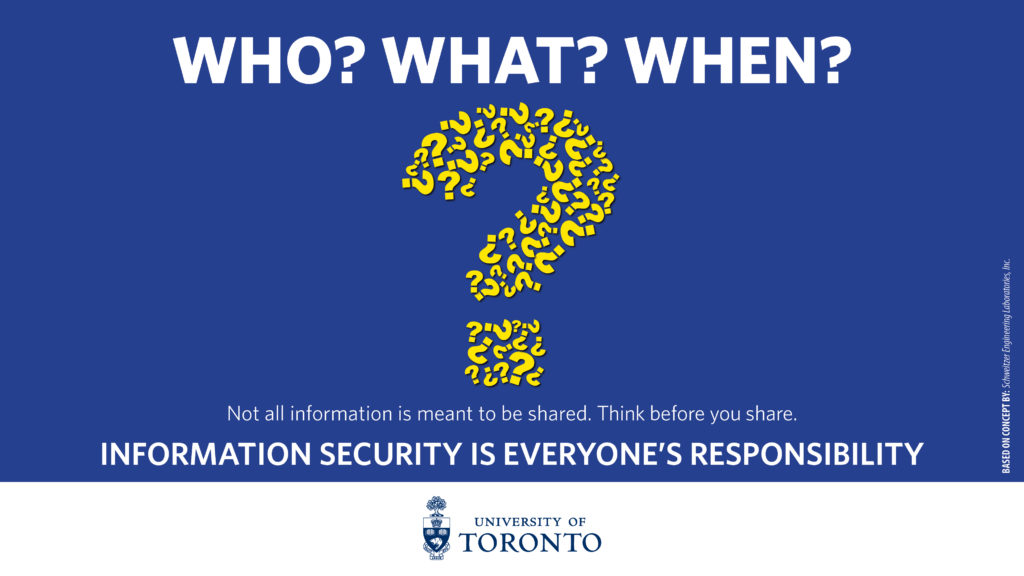 WHO? WHAT? WHEN?
Not all information is meant to be shared. Think before you share.
INFORMATION SECURITY IS EVERYONE'S RESPONSIBILITY
BASED ON CONCEPT BY: Schweitzer Engineering Laboratories, Inc.
UNIVERSITY OF
TORONTO